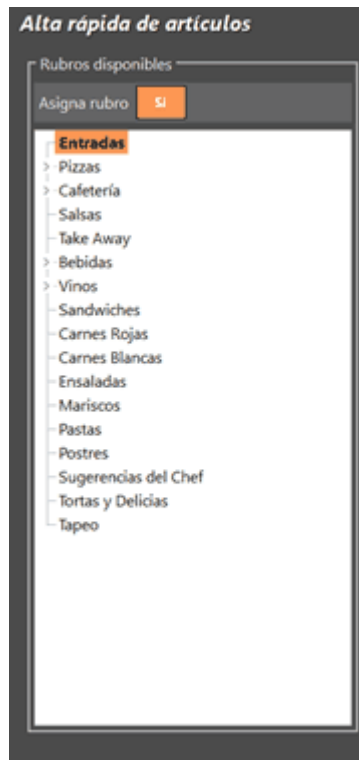 Alta rápida de artículos
Rubros disponibles
Asigna rubro SI
Entradas
Pizzas
Cafetería
Salsas
Take Away
Bebidas
Vinos
Sandwiches
Carnes Rojas
Carnes Blancas
Ensaladas
Mariscos
Pastas
Postres
Sugerencias del Chef
Tortas y Delicias
Tapeo